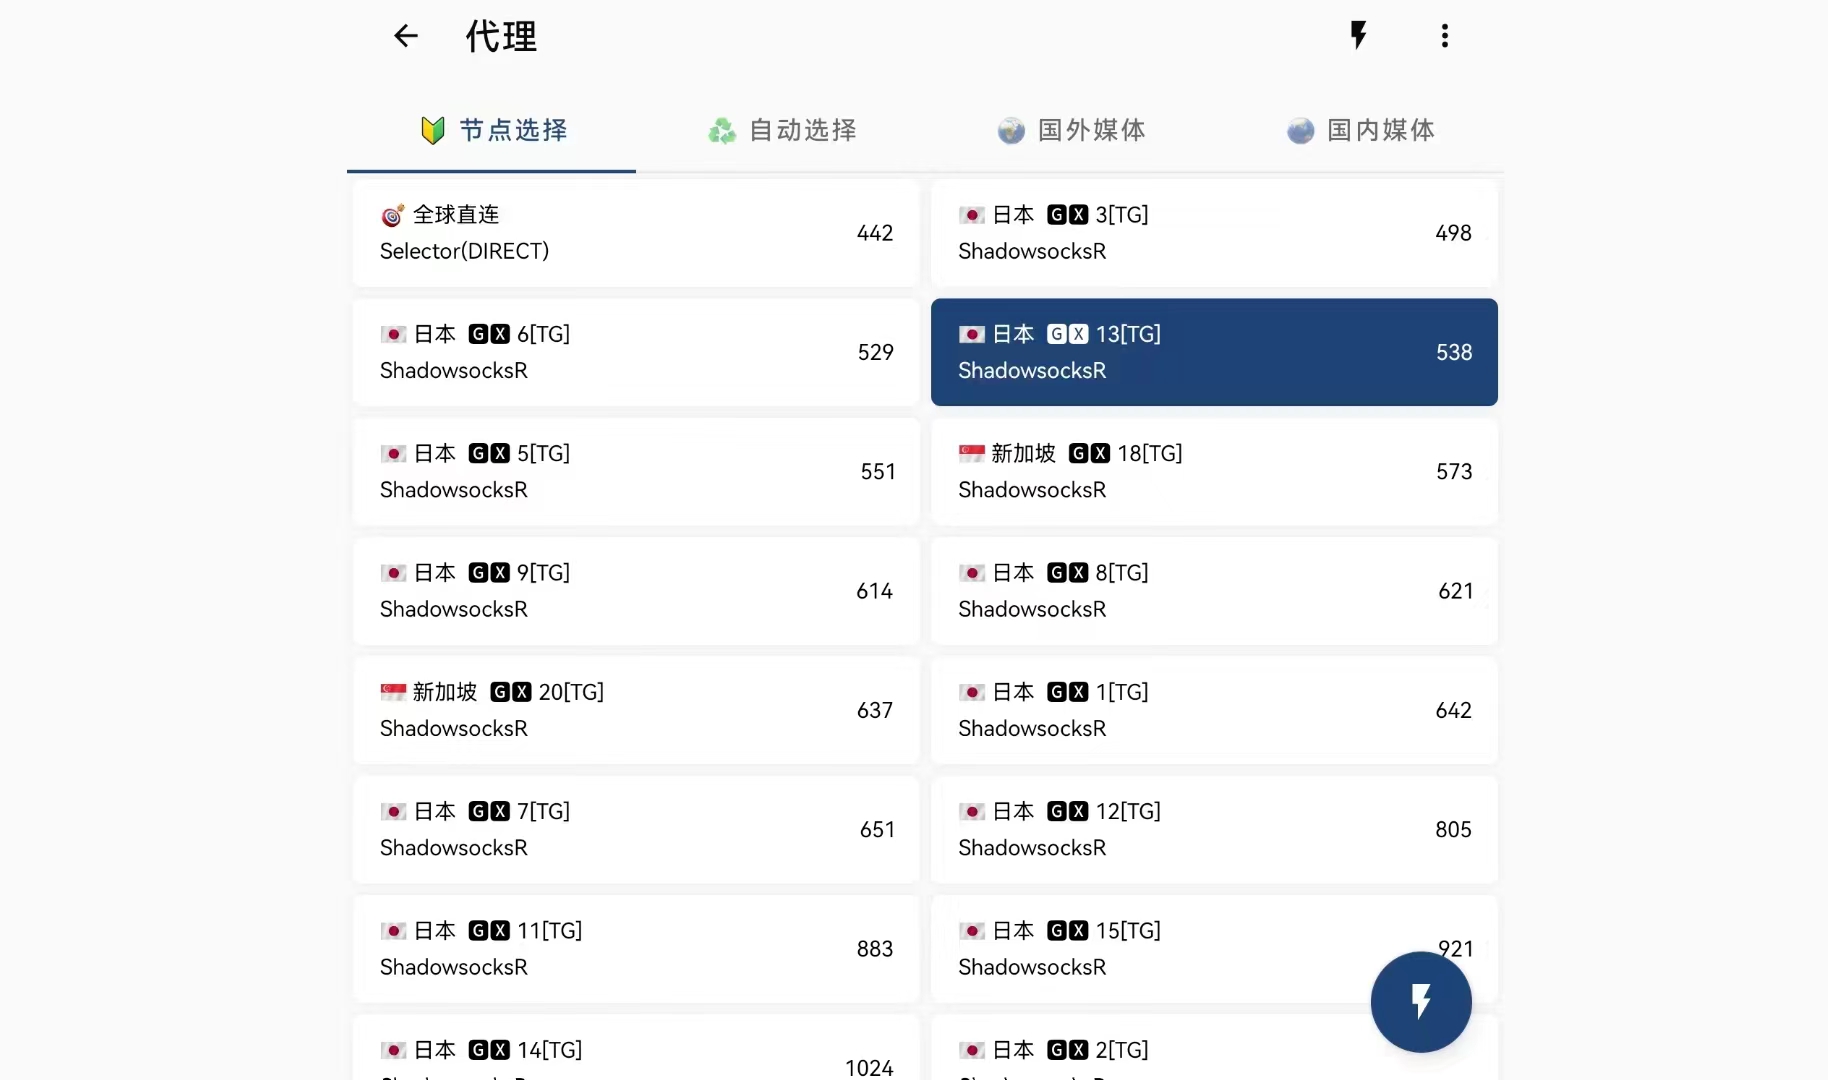 代理
节点选择
自动选择
国外媒体
国内媒体
全球直连
Selector(DIRECT)
442
日本 GX 3[TG]
ShadowsocksR
498
日本 GX 6[TG]
ShadowsocksR
529
日本 GX 13[TG]
ShadowsocksR
538
日本 GX 5[TG]
ShadowsocksR
551
新加坡 GX 18[TG]
ShadowsocksR
573
日本 GX 9[TG]
ShadowsocksR
614
日本 GX 8[TG]
ShadowsocksR
621
新加坡 GX 20[TG]
ShadowsocksR
637
日本 GX 1[TG]
ShadowsocksR
642
日本 GX 7[TG]
ShadowsocksR
651
日本 GX 12[TG]
ShadowsocksR
805
日本 GX 11[TG]
ShadowsocksR
883
日本 GX 15[TG]
ShadowsocksR
921
日本 GX 14[TG]
1024
日本 GX 2[TG]